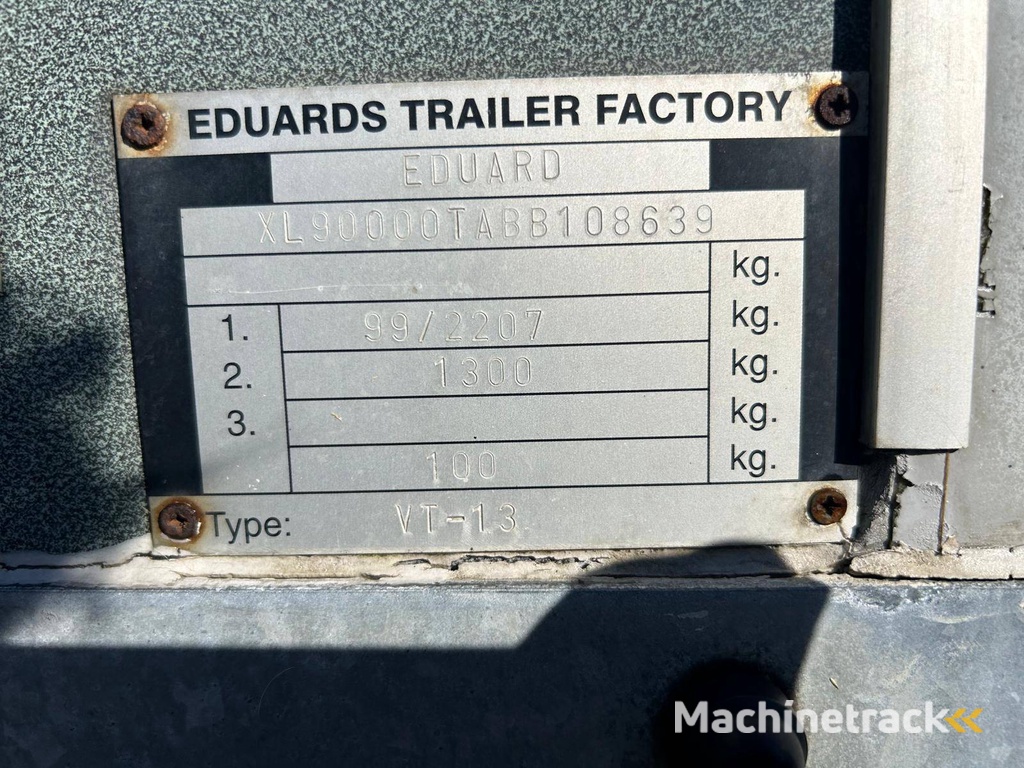 EDUARDS TRAILER FACTORY
EDUARD
XL90000TABB108639
kg.
1. 99/2207 kg.
2. 1300 kg.
3. kg.
100 kg.
Type: VT-13
Machinetrack